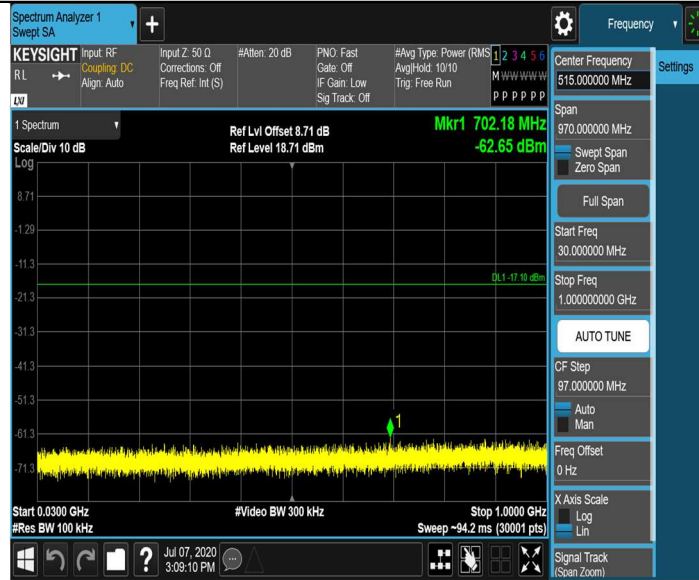 Spectrum Analyzer 1
Swept SA
+
Frequency
KEYSIGHT
RL
LXI
Input: RF
Coupling: DC
Align: Auto
Input Z: 50 Ω
Corrections: Off
Freq Ref: Int (S)
#Atten: 20 dB
PNO: Fast
Gate: Off
IF Gain: Low
Sig Track: Off
#Avg Type: Power (RMS
Avg|Hold: 10/10
Trig: Free Run
1 2 3 4 5 6
M W W W W W
P P P P P P
1 Spectrum
Scale/Div 10 dB
Ref Lvl Offset 8.71 dB
Ref Level 18.71 dBm
Mkr1 702.18 MHz
-62.65 dBm
Log
8.71
-1.29
-11.3
DL1 -17.10 dBm
-21.3
-31.3
-41.3
-51.3
1
-61.3
-71.3
Start 0.0300 GHz
#Res BW 100 kHz
#Video BW 300 kHz
Stop 1.0000 GHz
Sweep ~94.2 ms (30001 pts)
?
Jul 07, 2020
3:09:10 PM
Settings
Center Frequency
515.000000 MHz
Span
970.000000 MHz
Swept Span
Zero Span
Full Span
Start Freq
30.000000 MHz
Stop Freq
1.000000000 GHz
AUTO TUNE
CF Step
97.000000 MHz
Auto
Man
Freq Offset
0 Hz
X Axis Scale
Log
Lin
Signal Track
(Span Zoom)